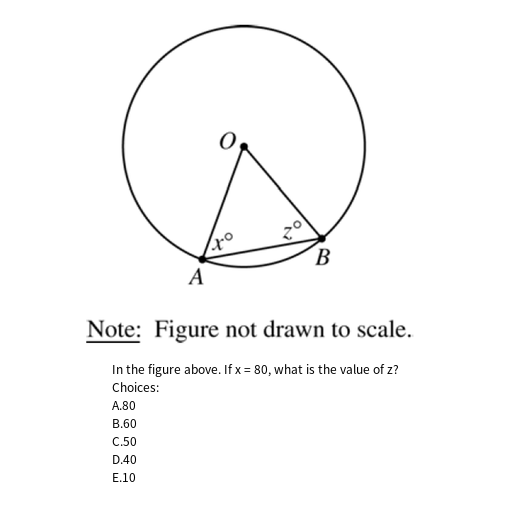 O
x°
z°
B
A
Note: Figure not drawn to scale.
In the figure above. If x = 80, what is the value of z?
Choices:
A.80
B.60
C.50
D.40
E.10